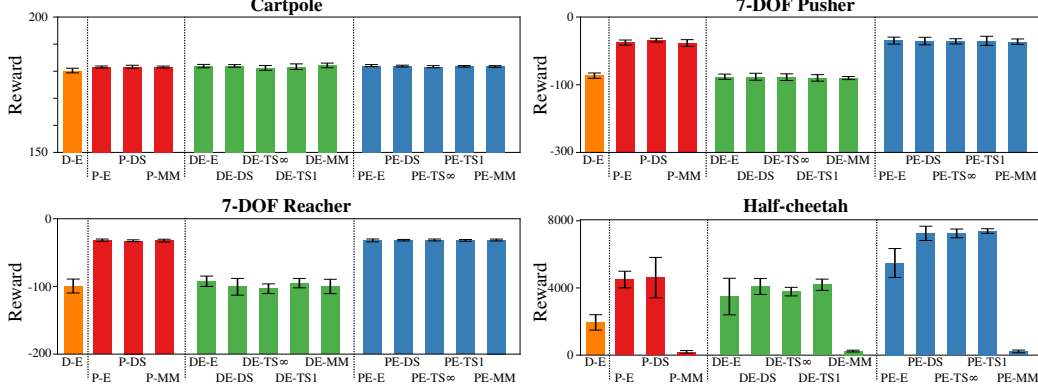 Cartpole
200
150
Reward
D-E P-DS DE-E DE-TS∞ DE-MM PE-DS PE-TS1
P-E P-MM DE-DS DE-TS1 PE-E PE-TS∞ PE-MM
7-DOF Pusher
0
-100
-300
Reward
D-E P-DS DE-E DE-TS∞ DE-MM PE-DS PE-TS1
P-E P-MM DE-DS DE-TS1 PE-E PE-TS∞ PE-MM
7-DOF Reacher
0
-100
-200
Reward
D-E P-DS DE-E DE-TS∞ DE-MM PE-DS PE-TS1
P-E P-MM DE-DS DE-TS1 PE-E PE-TS∞ PE-MM
Half-cheetah
8000
4000
0
Reward
D-E P-DS DE-E DE-TS∞ DE-MM PE-DS PE-TS1
P-E P-MM DE-DS DE-TS1 PE-E PE-TS∞ PE-MM